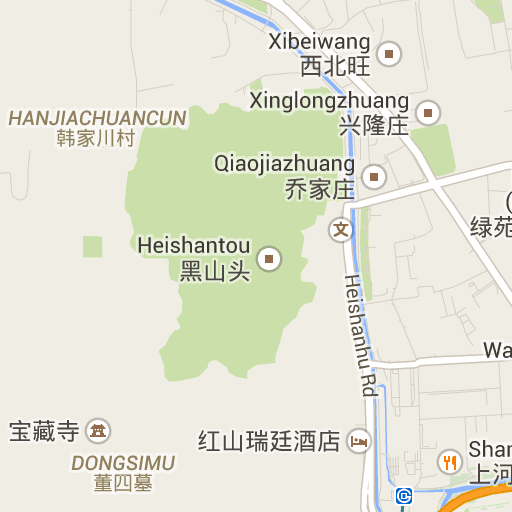 Xibeiwang
西北旺
Xinglongzhuang
兴隆庄
HANJIACHUANCUN
韩家川村
Qiaojiazhuang
乔家庄
绿苑
文
Heishantou
黑山头
Heishanhu Rd
Wa
宝藏寺
红山瑞廷酒店
DONGSIMU
董四墓
Shan
上河